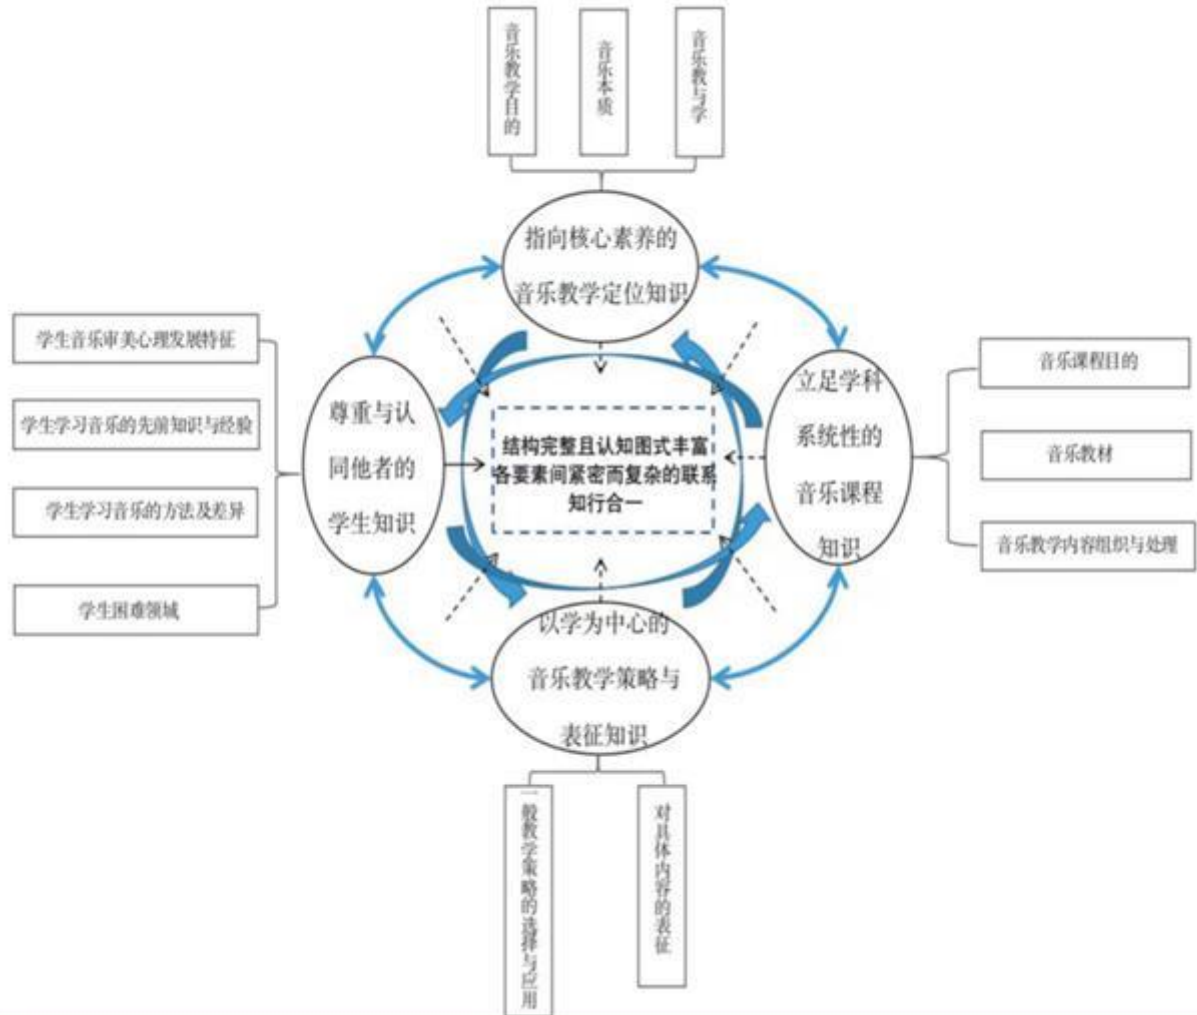 音乐教学目的
音乐本质
音乐教与学
指向核心素养的
音乐教学定位知识
学生音乐审美心理发展特征
学生学习音乐的先前知识与经验
学生学习音乐的方法及差异
学生困难领域
尊重与认
同他者的
学生知识
结构完整且认知图式丰富
各要素间紧密而复杂的联系
知行合一
立足学科
系统性的
音乐课程
知识
音乐课程目的
音乐教材
音乐教学内容组织与处理
以学为中心的
音乐教学策略与
表征知识
一般教学策略的选择与应用
对具体内容的表征